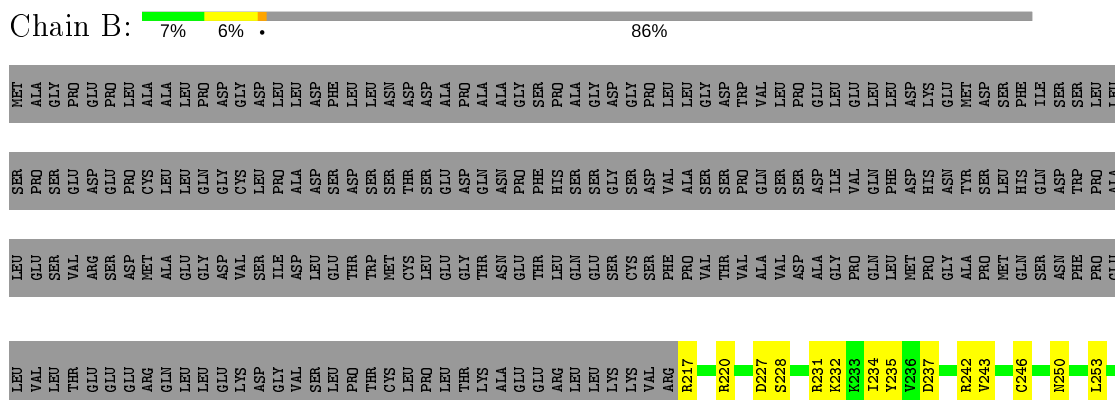 Chain B:
7% 6% • 86%
MET ALA GLY PRO GLU PRO LEU ALA ALA LEU PRO ASP GLY ASP LEU LEU ASP PHE LEU LEU ASN ASP ASP ALA PRO ALA ALA GLY SER PRO ALA GLY ASP GLY PRO LEU LEU GLY ASP TRP VAL LEU PRO GLU LEU GLU LEU LEU ASP LYS GLU MET ASP SER PHE ILE SER SER LEU LEU
SER PRO SER GLU ASP GLU PRO CYS LEU LEU GLN GLY CYS LEU PRO ALA ASP SER ASP SER SER THR SER GLU ASP GLN ASN PRO PHE HIS SER SER GLY SER ASP VAL ALA SER SER PRO GLN SER SER ASP ILE VAL GLN PHE ASP HIS ASN TYR SER LEU HIS GLN ASP TRP PRO ALA
LEU GLU SER VAL ARG SER ASP MET ALA GLU GLY ASP VAL SER ILE ASP LEU GLU THR TRP MET CYS LEU GLU GLY THR ASN GLU THR LEU GLN GLU SER CYS SER PHE PRO VAL THR VAL ALA VAL ASP ALA GLY PRO GLN LEU MET PRO GLY ALA PRO MET GLN SER ASN PHE PRO GLU
LEU VAL LEU THR GLU GLU GLU ARG GLN LEU LEU GLU LYS ASP GLY VAL SER LEU PRO THR CYS LEU PRO LEU THR LYS ALA GLU GLU ARG LEU LEU LYS LYS VAL ARG R217 R220 D227 S228 R231 K232 K233 I234 Y235 V236 D237 R242 V243 C246 N250 L253